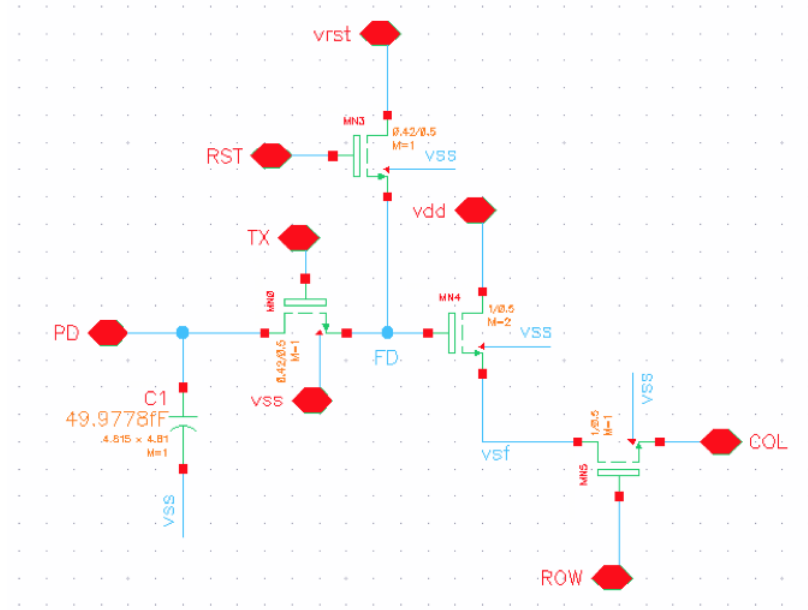 vrst
MN3
0.42/0.5
M=1
RST
vss
vdd
TX
MN0
MN4
1/0.5
M=2
vss
PD
FD
0.42/0.5
M=1
vss
C1
49.9778fF
4.815 x 4.81
M=1
vss
1/0.5
M=1
vss
vsf
COL
MN5
ROW